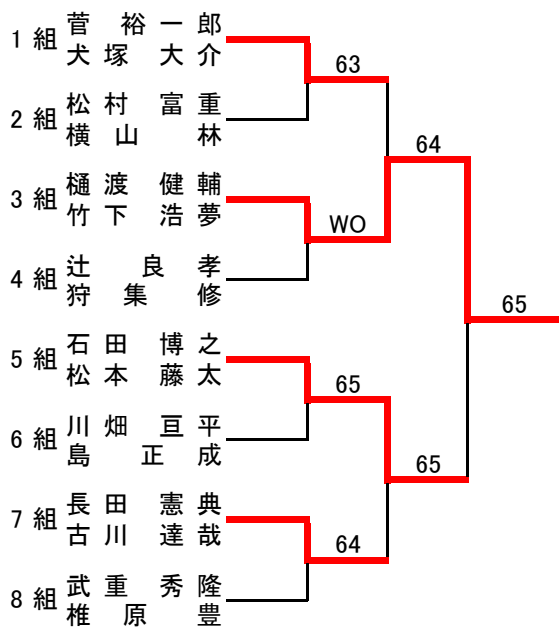 菅裕一郎
1組
犬塚大介
63
松村富重
2組
横山林
64
樋渡健輔
3組
竹下浩夢
WO
辻良孝
4組
狩集修
65
石田博之
5組
松本藤太
65
川畑亘平
6組
島正成
65
長田憲典
7組
古川達哉
64
武重秀隆
8組
椎原豊